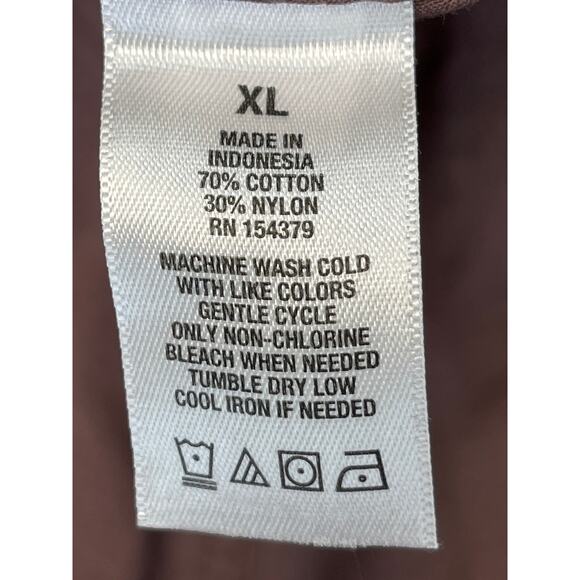 XL
MADE IN
INDONESIA
70% COTTON
30% NYLON
RN 154379
MACHINE WASH COLD
WITH LIKE COLORS
GENTLE CYCLE
ONLY NON-CHLORINE
BLEACH WHEN NEEDED
TUMBLE DRY LOW
COOL IRON IF NEEDED